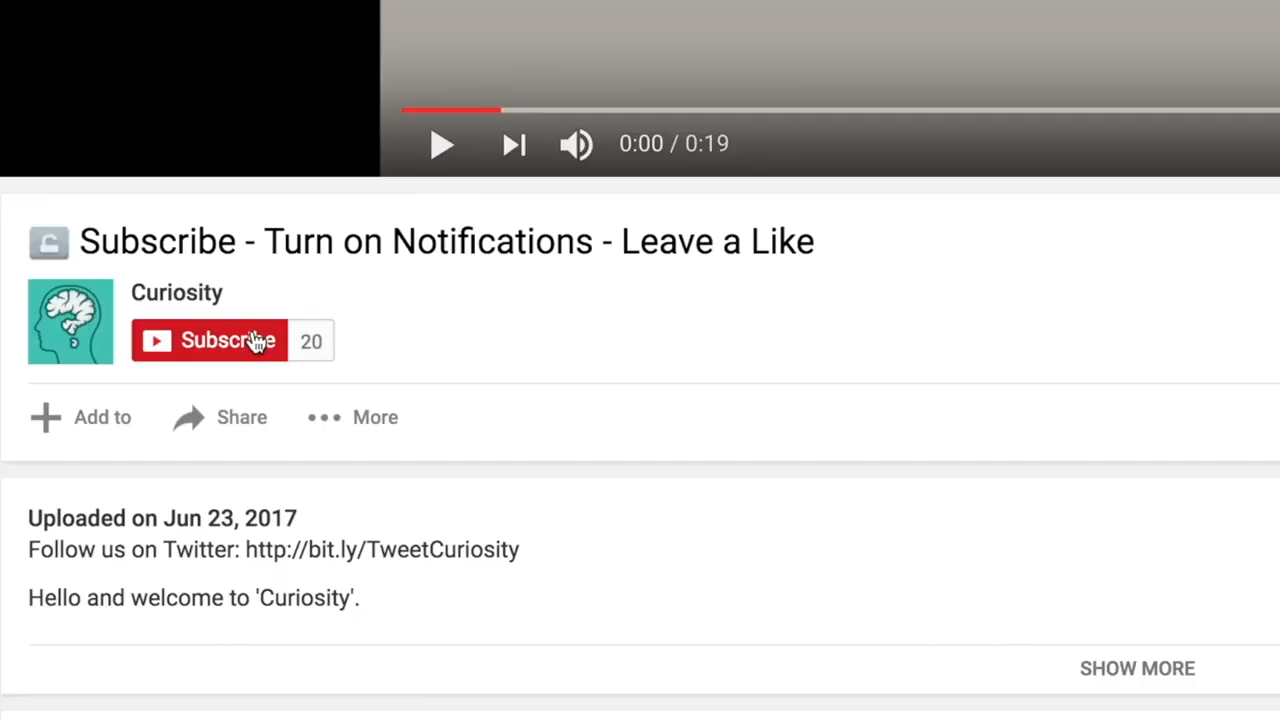 0:00 / 0:19
Subscribe - Turn on Notifications - Leave a Like
Curiosity
Subscribe 20
Add to Share More
Uploaded on Jun 23, 2017
Follow us on Twitter: http://bit.ly/TweetCuriosity
Hello and welcome to 'Curiosity'.
SHOW MORE